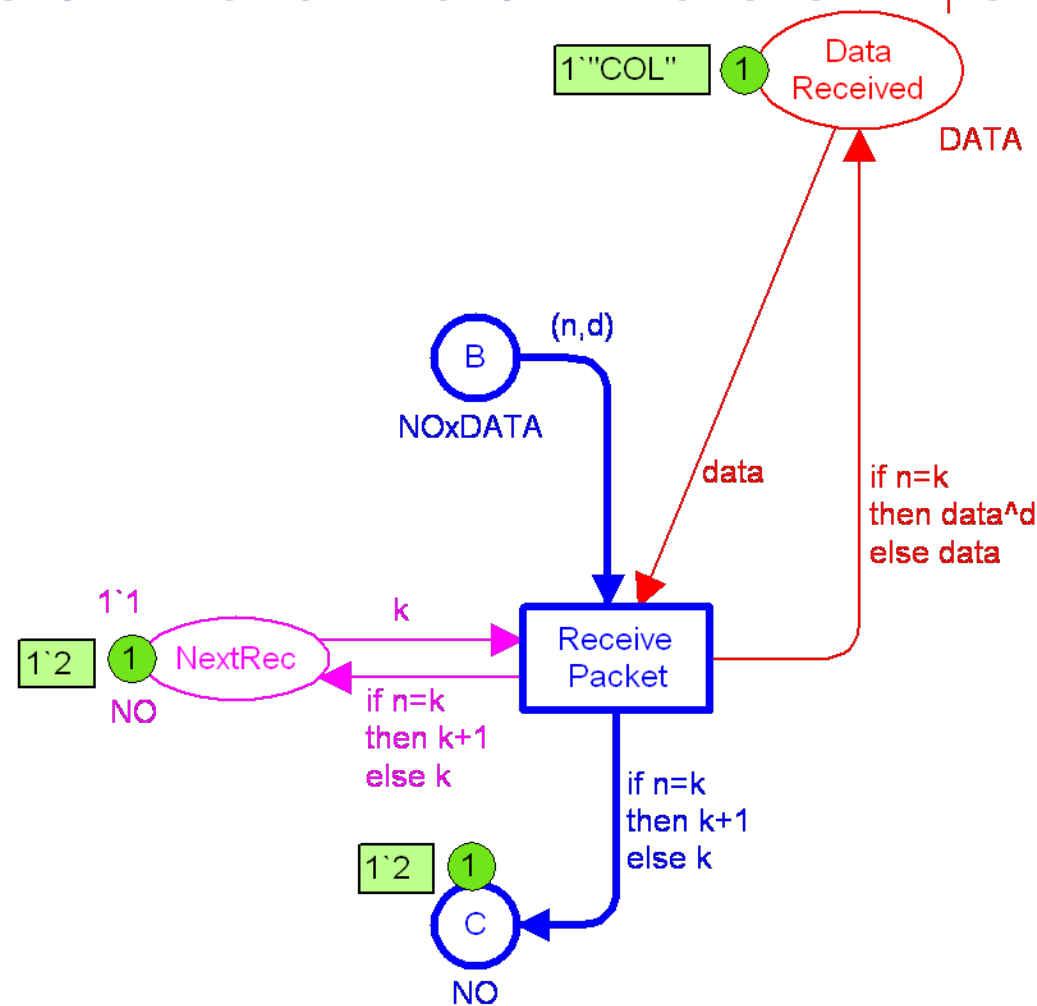 1`"COL"
1
Data
Received
DATA
(n,d)
B
NOxDATA
data
if n=k
then data^d
else data
1`1
k
1`2
1
NextRec
Receive
Packet
NO
if n=k
then k+1
else k
if n=k
then k+1
else k
1`2
1
C
NO